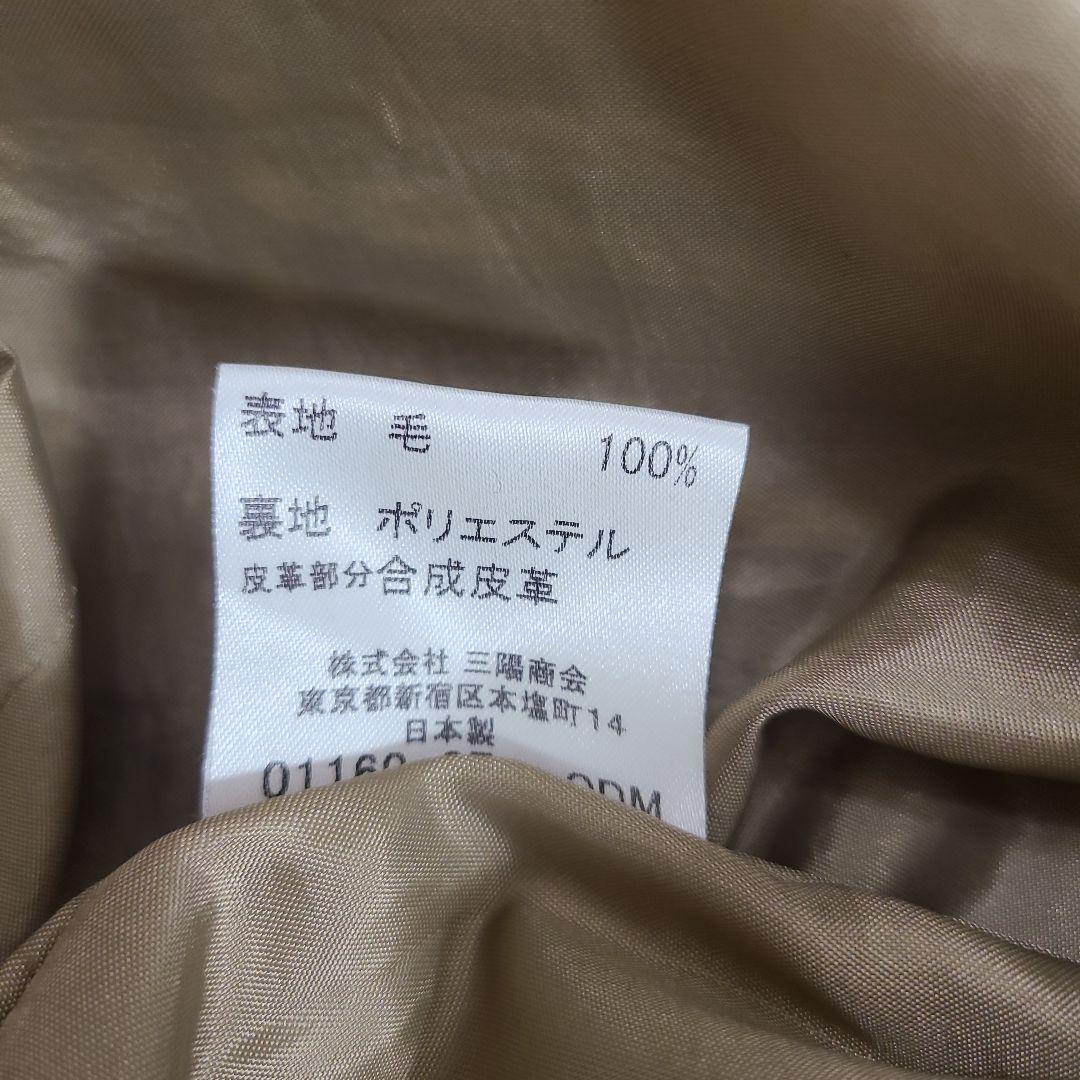 表地 毛 100%
裏地 ポリエステル
皮革部分合成皮革
株式会社 三陽商会
東京都新宿区本塩町14
日本製
01160